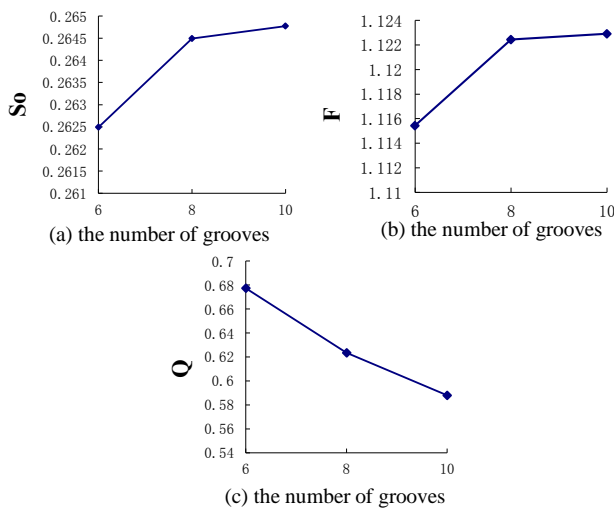 0.265
0.2645
0.264
0.2635
0.263
0.2625
0.262
0.2615
0.261
So
6 8 10
(a) the number of grooves
1.124
1.122
1.12
1.118
1.116
1.114
1.112
1.11
F
6 8 10
(b) the number of grooves
0.7
0.68
0.66
0.64
0.62
0.6
0.58
0.56
0.54
Q
6 8 10
(c) the number of grooves